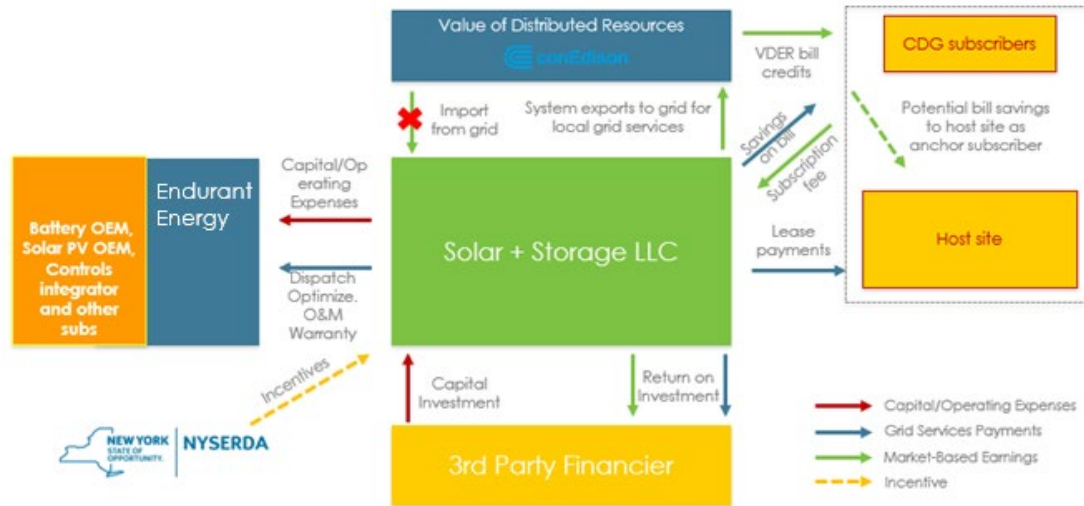 Value of Distributed Resources
conEdison
VDER bill
credits
CDG subscribers
Import
from grid
System exports to grid for
local grid services
Savings
on bill
Subscription
fee
Potential bill savings
to host site as
anchor subscriber
Capital/Op
erating
Expenses
Endurant
Energy
Battery OEM,
Solar PV OEM,
Controls
integrator
and other
subs
Solar + Storage LLC
Lease
payments
Host site
Dispatch
Optimize.
O&M
Warranty
Incentives
Capital
Investment
Return on
Investment
NEW YORK
STATE OF
OPPORTUNITY.
NYSERDA
3rd Party Financier
Capital/Operating Expenses
Grid Services Payments
Market-Based Earnings
Incentive